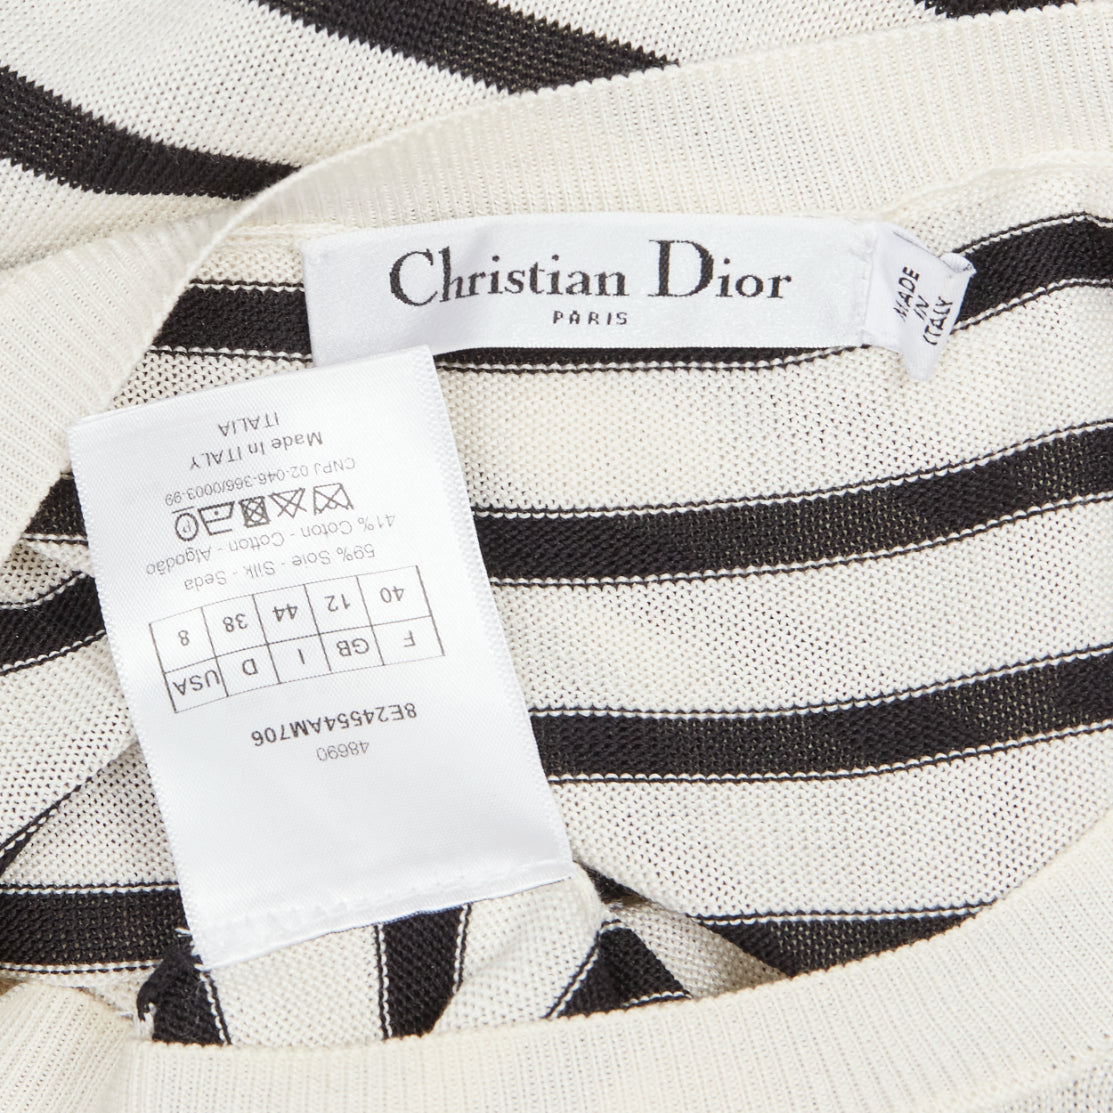 Christian Dior
PARIS
MADE
IN
ITALY
48690
8E24554AM706
F GB I D USA
40 12 44 38 8
59% Soie - Silk - Seda
41% Coton - Cotton - Algodão
P
CNPJ 02-046-366/0003-99
Made In ITALY
ITALIA